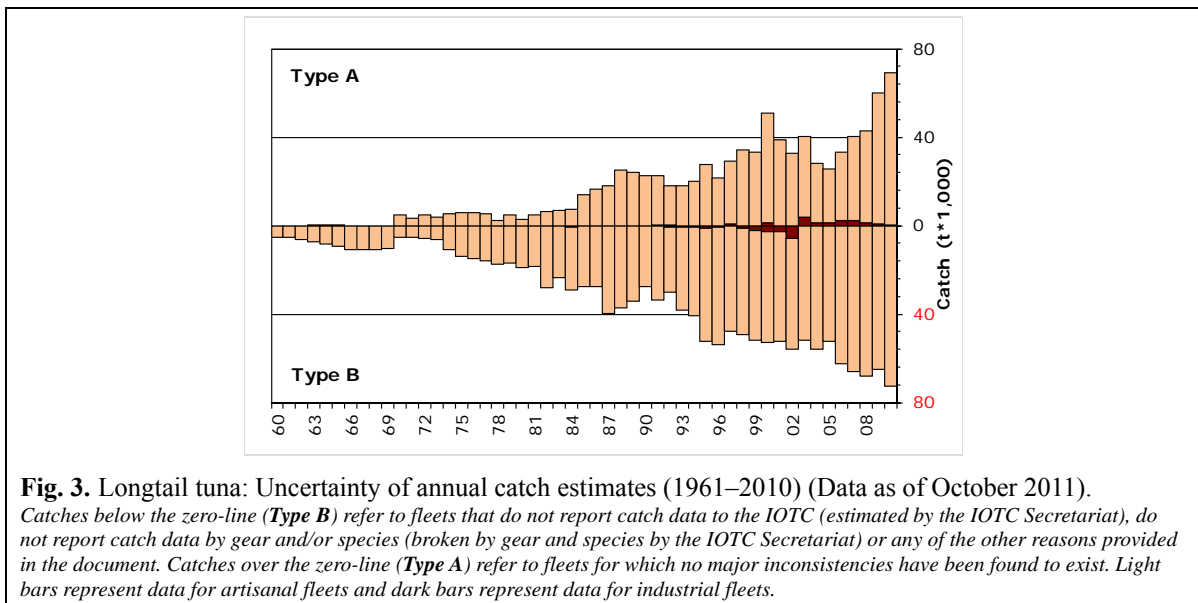 80
Type A
40
0
Catch (t*1,000)
40
Type B
80
60
63
66
69
72
75
78
81
84
87
90
93
96
99
02
05
08
Fig. 3. Longtail tuna: Uncertainty of annual catch estimates (1961–2010) (Data as of October 2011).
Catches below the zero-line (Type B) refer to fleets that do not report catch data to the IOTC (estimated by the IOTC Secretariat), do
not report catch data by gear and/or species (broken by gear and species by the IOTC Secretariat) or any of the other reasons provided
in the document. Catches over the zero-line (Type A) refer to fleets for which no major inconsistencies have been found to exist. Light
bars represent data for artisanal fleets and dark bars represent data for industrial fleets.